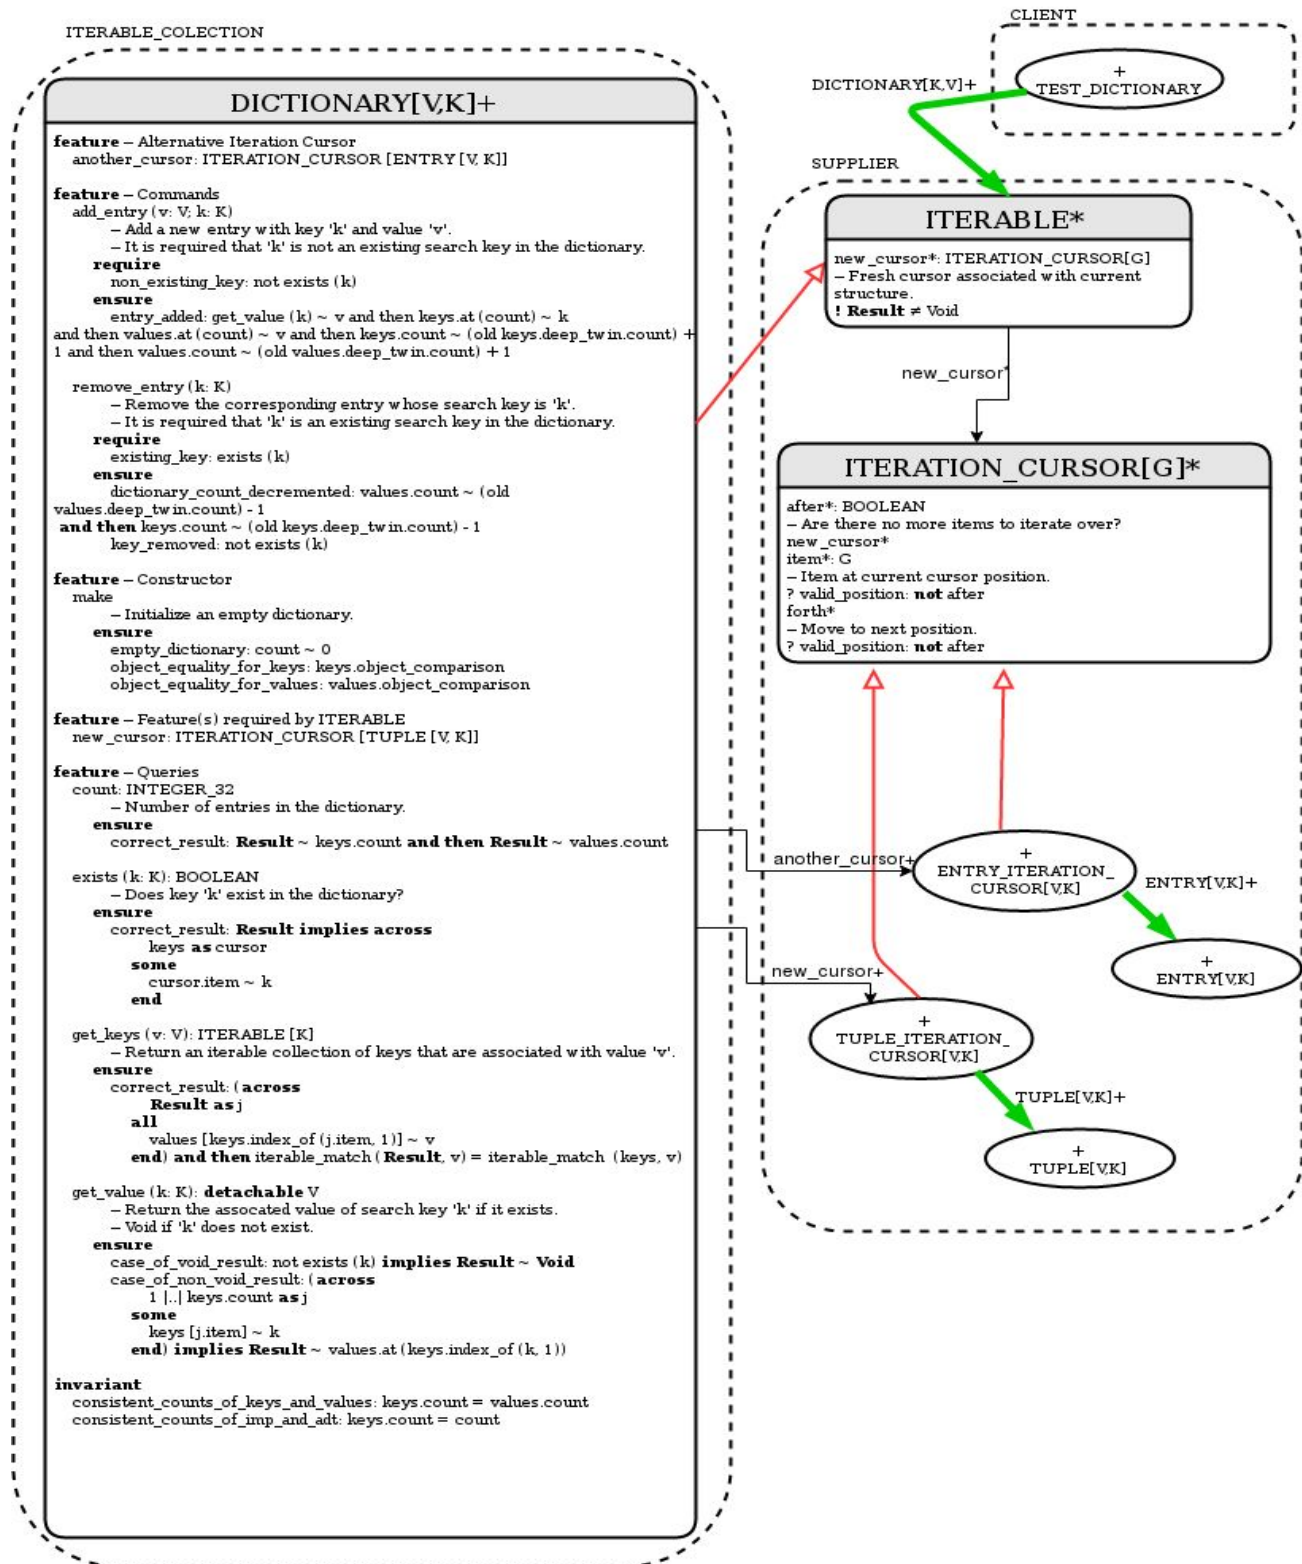 ITERABLE_COLECTION
DICTIONARY[V,K]+
feature – Alternative Iteration Cursor
another_cursor: ITERATION_CURSOR [ENTRY [V, K]]
feature – Commands
add_entry (v: V; k: K)
– Add a new entry with key 'k' and value 'v'.
– It is required that 'k' is not an existing search key in the dictionary.
require
non_existing_key: not exists (k)
ensure
entry_added: get_value (k) ~ v and then keys.at (count) ~ k
and then values.at (count) ~ v and then keys.count ~ (old keys.deep_twin.count) +
1 and then values.count ~ (old values.deep_twin.count) + 1
remove_entry (k: K)
– Remove the corresponding entry whose search key is 'k'.
– It is required that 'k' is an existing search key in the dictionary.
require
existing_key: exists (k)
ensure
dictionary_count_decremented: values.count ~ (old
values.deep_twin.count) - 1
and then keys.count ~ (old keys.deep_twin.count) - 1
key_removed: not exists (k)
feature – Constructor
make
– Initialize an empty dictionary.
ensure
empty_dictionary: count ~ 0
object_equality_for_keys: keys.object_comparison
object_equality_for_values: values.object_comparison
feature – Feature(s) required by ITERABLE
new_cursor: ITERATION_CURSOR [TUPLE [V, K]]
feature – Queries
count: INTEGER_32
– Number of entries in the dictionary.
ensure
correct_result: Result ~ keys.count and then Result ~ values.count
exists (k: K): BOOLEAN
– Does key 'k' exist in the dictionary?
ensure
correct_result: Result implies across
keys as cursor
some
cursor.item ~ k
end
get_keys (v: V): ITERABLE [K]
– Return an iterable collection of keys that are associated with value 'v'.
ensure
correct_result: (across
Result as j
all
values [keys.index_of (j.item, 1)] ~ v
end) and then iterable_match (Result, v) = iterable_match (keys, v)
get_value (k: K): detachable V
– Return the assocated value of search key 'k' if it exists.
– Void if 'k' does not exist.
ensure
case_of_void_result: not exists (k) implies Result ~ Void
case_of_non_void_result: (across
1 |..| keys.count as j
some
keys [j.item] ~ k
end) implies Result ~ values.at (keys.index_of (k, 1))
invariant
consistent_counts_of_keys_and_values: keys.count = values.count
consistent_counts_of_imp_and_adt: keys.count = count
CLIENT
+
TEST_DICTIONARY
DICTIONARY[K,V]+
SUPPLIER
ITERABLE*
new_cursor*: ITERATION_CURSOR[G]
– Fresh cursor associated with current
structure.
! Result ≠ Void
new_cursor*
ITERATION_CURSOR[G]*
after*: BOOLEAN
– Are there no more items to iterate over?
new_cursor*
item*: G
– Item at current cursor position.
? valid_position: not after
forth*
– Move to next position.
? valid_position: not after
another_cursor+
+
ENTRY_ITERATION_
CURSOR[V,K]
ENTRY[V,K]+
+
ENTRY[V,K]
new_cursor+
+
TUPLE_ITERATION_
CURSOR[V,K]
TUPLE[V,K]+
+
TUPLE[V,K]